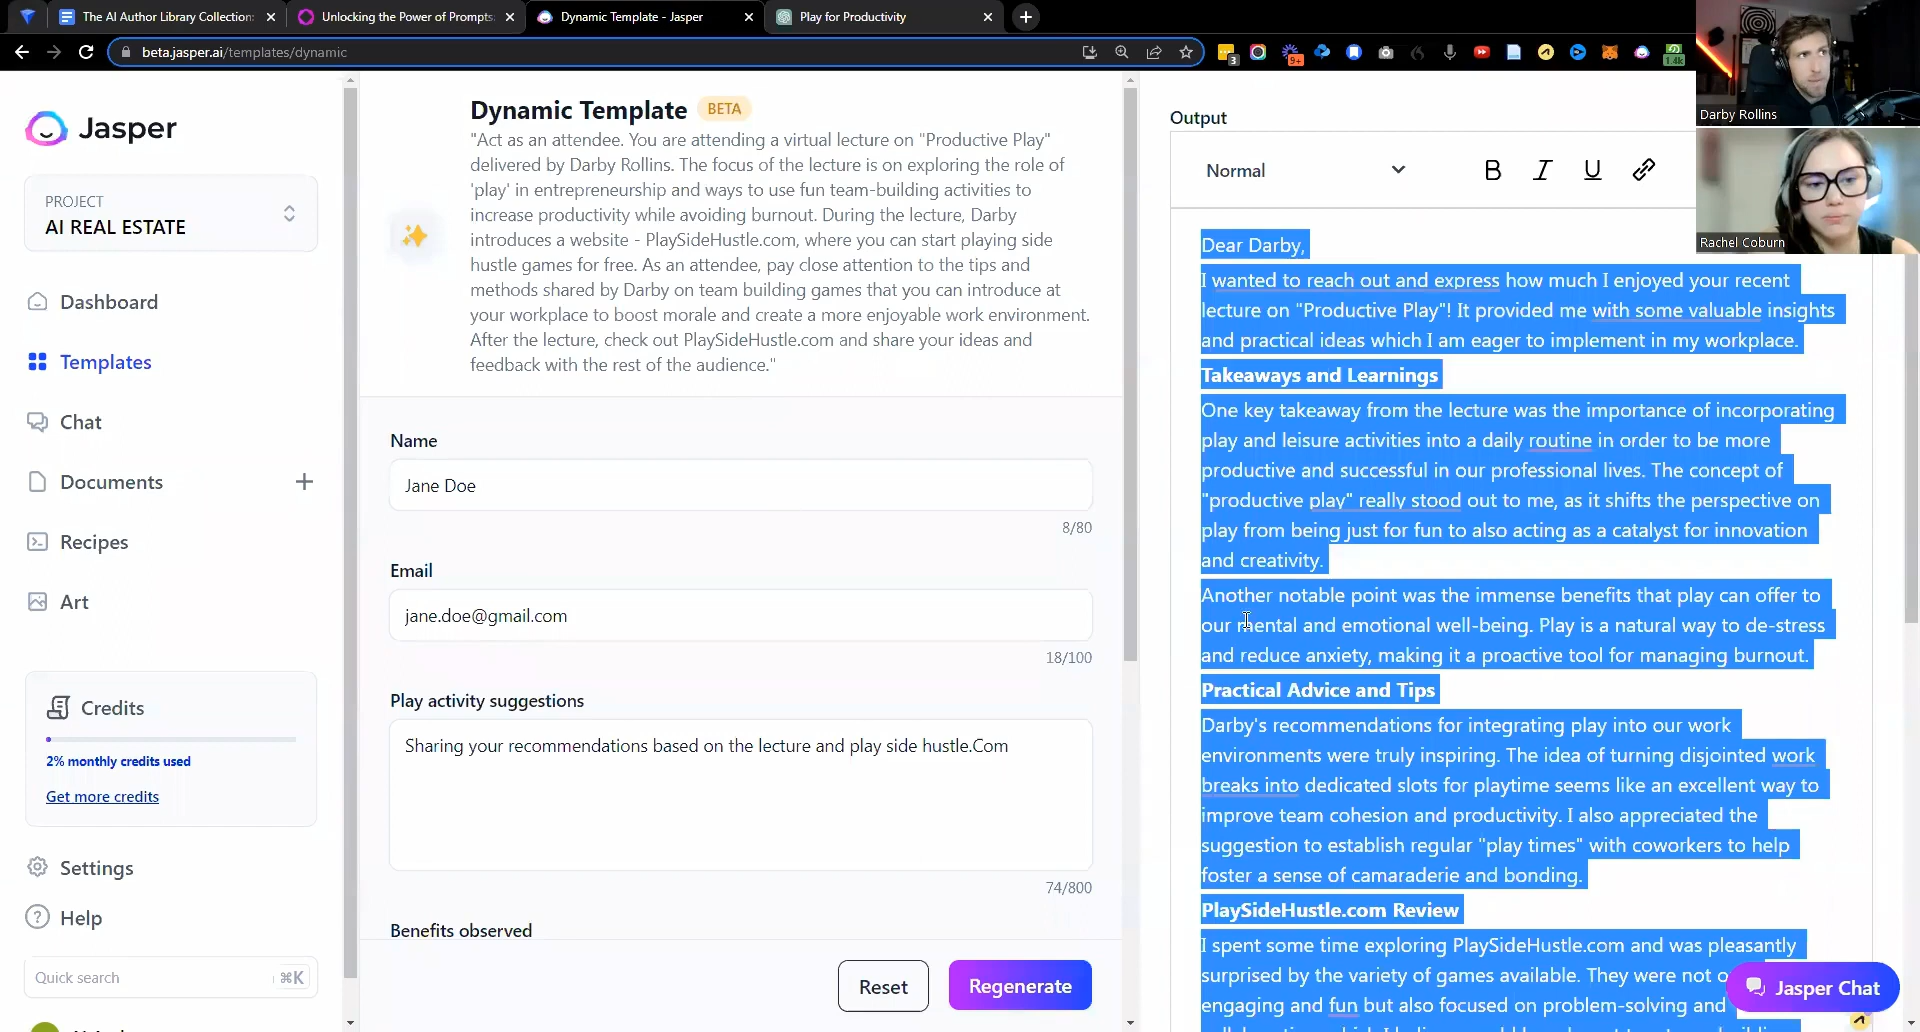 The AI Author Library Collection:
Unlocking the Power of Prompts:
Dynamic Template - Jasper
Play for Productivity
beta.jasper.ai/templates/dynamic
3
9+
1.4k
Darby Rollins
Rachel Coburn
Jasper
PROJECT
AI REAL ESTATE
Dashboard
Templates
Chat
Documents
Recipes
Art
Credits
2% monthly credits used
Get more credits
Settings
Help
Quick search
⌘K
Dynamic Template BETA
"Act as an attendee. You are attending a virtual lecture on "Productive Play"
delivered by Darby Rollins. The focus of the lecture is on exploring the role of
'play' in entrepreneurship and ways to use fun team-building activities to
increase productivity while avoiding burnout. During the lecture, Darby
introduces a website - PlaySideHustle.com, where you can start playing side
hustle games for free. As an attendee, pay close attention to the tips and
methods shared by Darby on team building games that you can introduce at
your workplace to boost morale and create a more enjoyable work environment.
After the lecture, check out PlaySideHustle.com and share your ideas and
feedback with the rest of the audience."
Name
Jane Doe
8/80
Email
jane.doe@gmail.com
18/100
Play activity suggestions
Sharing your recommendations based on the lecture and play side hustle.Com
74/800
Benefits observed
Reset
Regenerate
Output
Normal
B I U
Dear Darby,
I wanted to reach out and express how much I enjoyed your recent
lecture on "Productive Play"! It provided me with some valuable insights
and practical ideas which I am eager to implement in my workplace.
Takeaways and Learnings
One key takeaway from the lecture was the importance of incorporating
play and leisure activities into a daily routine in order to be more
productive and successful in our professional lives. The concept of
"productive play" really stood out to me, as it shifts the perspective on
play from being just for fun to also acting as a catalyst for innovation
and creativity.
Another notable point was the immense benefits that play can offer to
our mental and emotional well-being. Play is a natural way to de-stress
and reduce anxiety, making it a proactive tool for managing burnout.
Practical Advice and Tips
Darby's recommendations for integrating play into our work
environments were truly inspiring. The idea of turning disjointed work
breaks into dedicated slots for playtime seems like an excellent way to
improve team cohesion and productivity. I also appreciated the
suggestion to establish regular "play times" with coworkers to help
foster a sense of camaraderie and bonding.
PlaySideHustle.com Review
I spent some time exploring PlaySideHustle.com and was pleasantly
surprised by the variety of games available. They were not
engaging and fun but also focused on problem-solving and
Jasper Chat